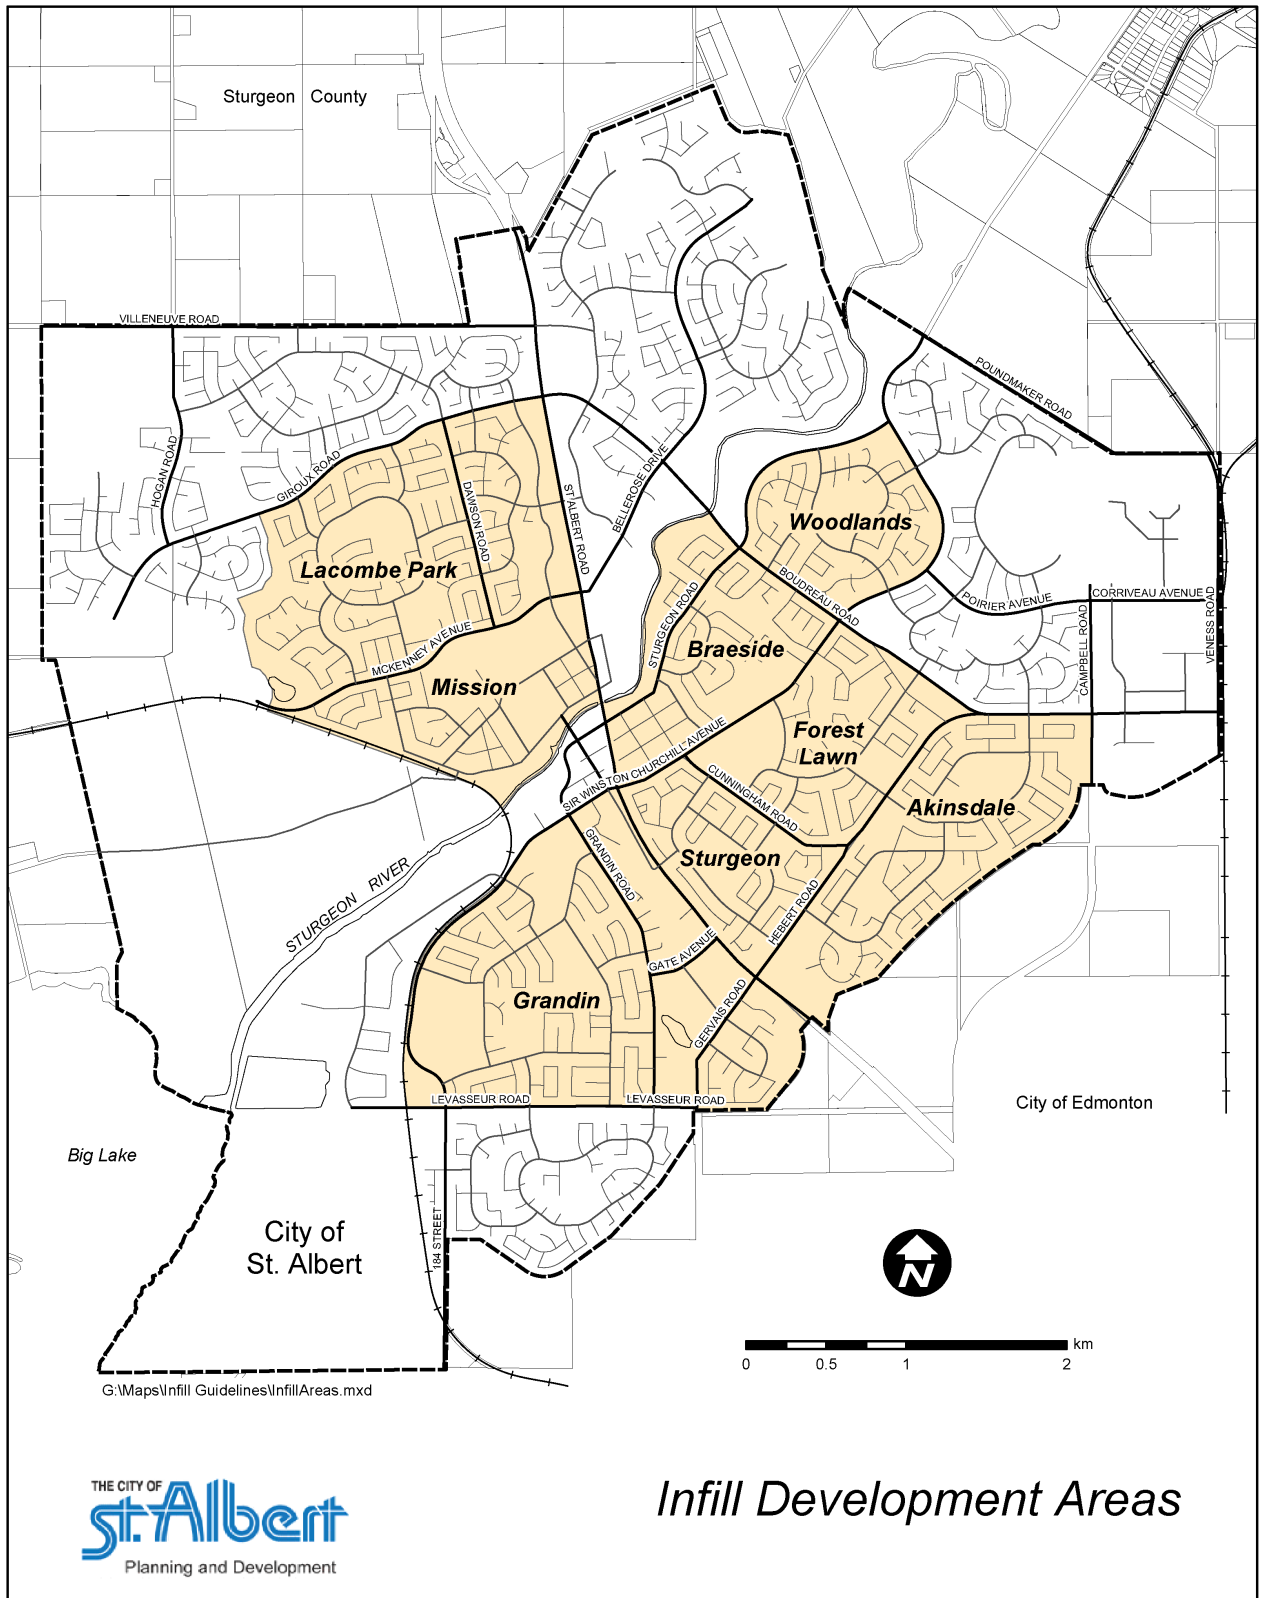 Sturgeon County
VILLENEUVE ROAD
POUNDMAKER ROAD
HOGAN ROAD
GIROUX ROAD
DAWSON ROAD
ST ALBERT ROAD
BELLEROSE DRIVE
Woodlands
Lacombe Park
BOUDREAU ROAD
POIRIER AVENUE
CORRIVEAU AVENUE
VENESS ROAD
CAMPBELL ROAD
STURGEON ROAD
MCKENNEY AVENUE
Braeside
Mission
Forest
Lawn
SIR WINSTON CHURCHILL AVENUE
CUNNINGHAM ROAD
Akinsdale
GRANDIN ROAD
Sturgeon
STURGEON RIVER
HEBERT ROAD
GATE AVENUE
Grandin
GERVAIS ROAD
LEVASSEUR ROAD
LEVASSEUR ROAD
City of Edmonton
Big Lake
184 STREET
City of
St. Albert
N
km
0 0.5 1 2
G:\Maps\Infill Guidelines\InfillAreas.mxd
THE CITY OF
St. Albert
Planning and Development
Infill Development Areas